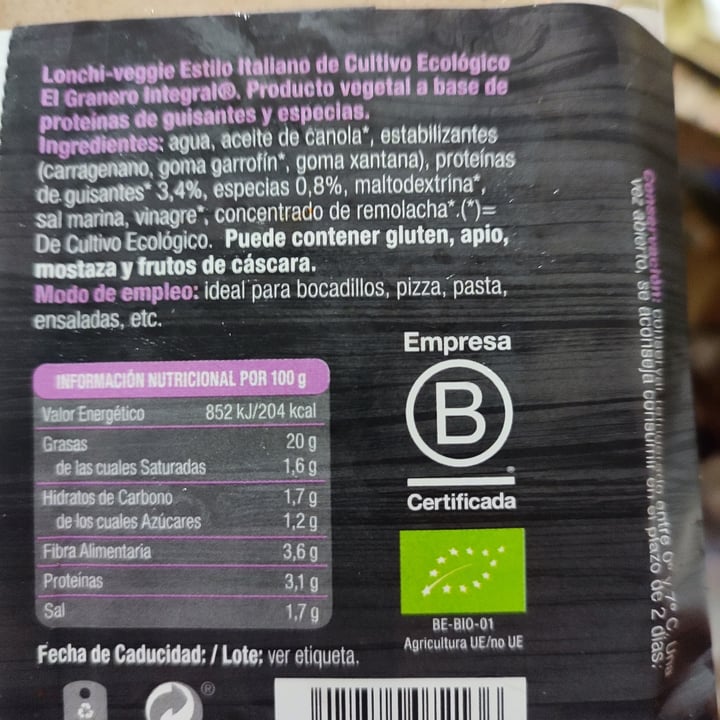 Lonchi-veggie Estilo Italiano de Cultivo Ecológico
El Granero Integral®. Producto vegetal a base de
proteínas de guisantes y especias.
Ingredientes: agua, aceite de canola*, estabilizantes
(carragenano, goma garrofín*, goma xantana), proteínas
de guisantes* 3,4%, especias 0,8%, maltodextrina*,
sal marina, vinagre*, concentrado de remolacha*.(*)=
De Cultivo Ecológico. Puede contener gluten, apio,
mostaza y frutos de cáscara.
Modo de empleo: ideal para bocadillos, pizza, pasta,
ensaladas, etc.
INFORMACIÓN NUTRICIONAL POR 100 g
Valor Energético 852 kJ/204 kcal
Grasas 20 g
de las cuales Saturadas 1,6 g
Hidratos de Carbono 1,7 g
de los cuales Azúcares 1,2 g
Fibra Alimentaria 3,6 g
Proteínas 3,1 g
Sal 1,7 g
Fecha de Caducidad: / Lote: ver etiqueta.
Empresa
B
Certificada
BE-BIO-01
Agricultura UE/no UE
®
Conservación: entre 0° y 7° C. Una
vez abierto, se aconseja consumir en el plazo de 2 días.